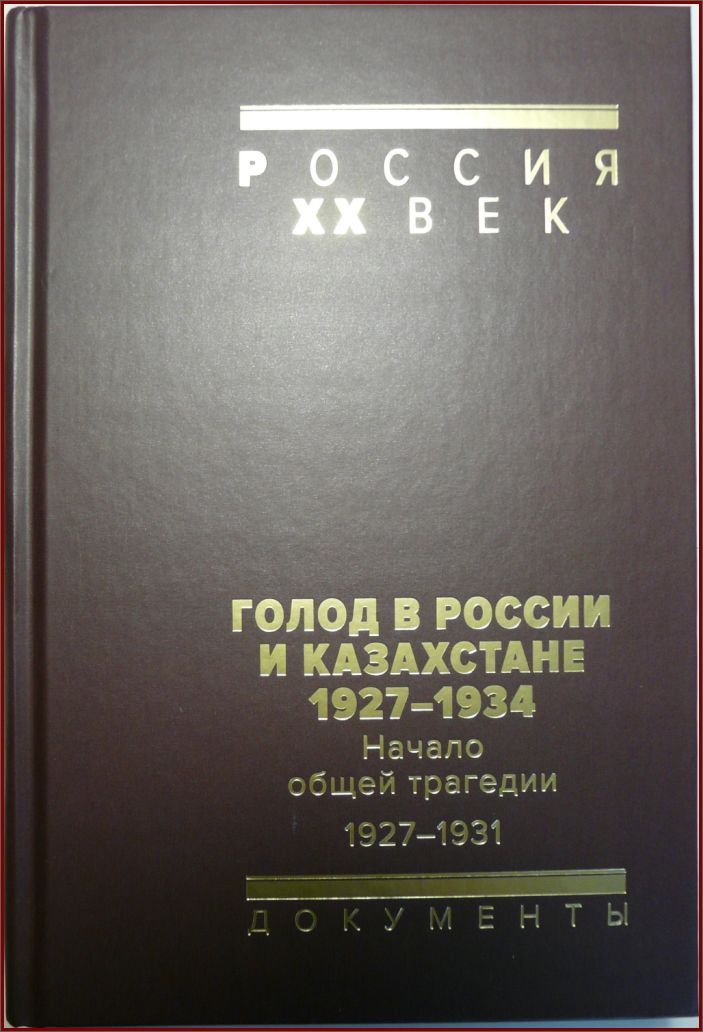 РОССИЯ
XX ВЕК
ГОЛОД В РОССИИ
И КАЗАХСТАНЕ
1927–1934
Начало
общей трагедии
1927–1931
ДОКУМЕНТЫ